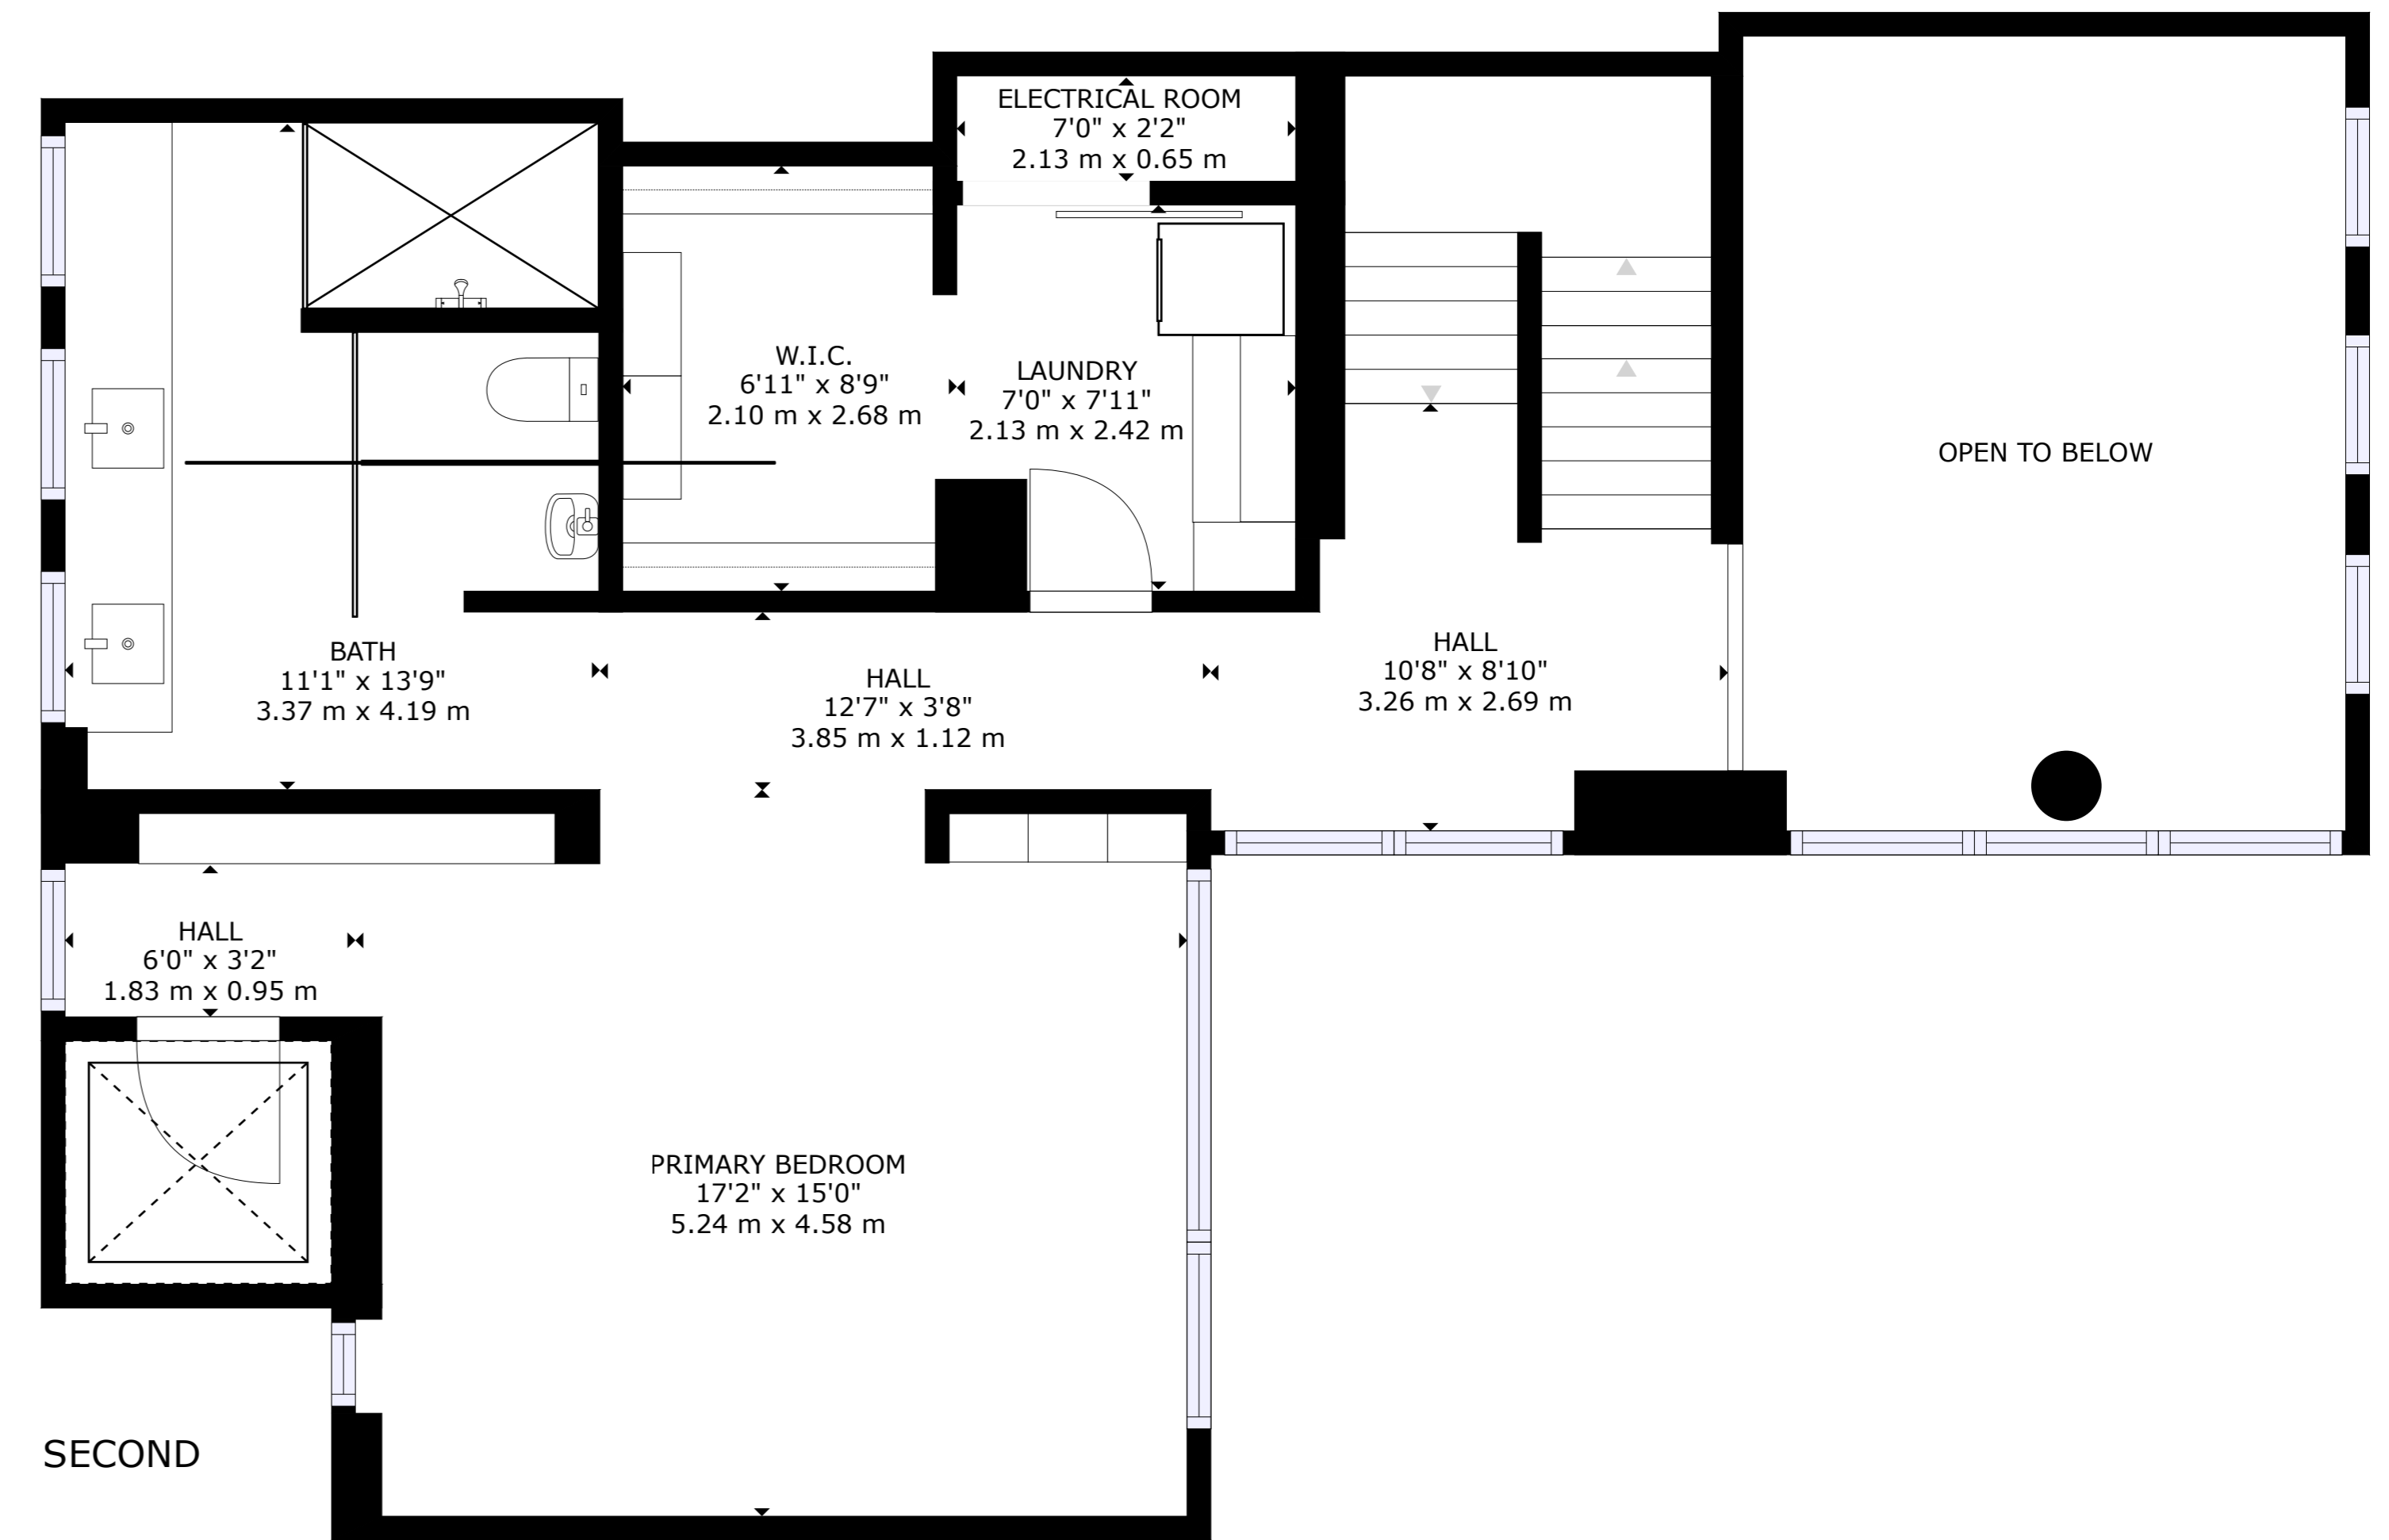 ELECTRICAL ROOM
7'0" x 2'2"
2.13 m x 0.65 m
W.I.C.
6'11" x 8'9"
2.10 m x 2.68 m
LAUNDRY
7'0" x 7'11"
2.13 m x 2.42 m
OPEN TO BELOW
BATH
11'1" x 13'9"
3.37 m x 4.19 m
HALL
12'7" x 3'8"
3.85 m x 1.12 m
HALL
10'8" x 8'10"
3.26 m x 2.69 m
HALL
6'0" x 3'2"
1.83 m x 0.95 m
PRIMARY BEDROOM
17'2" x 15'0"
5.24 m x 4.58 m
SECOND